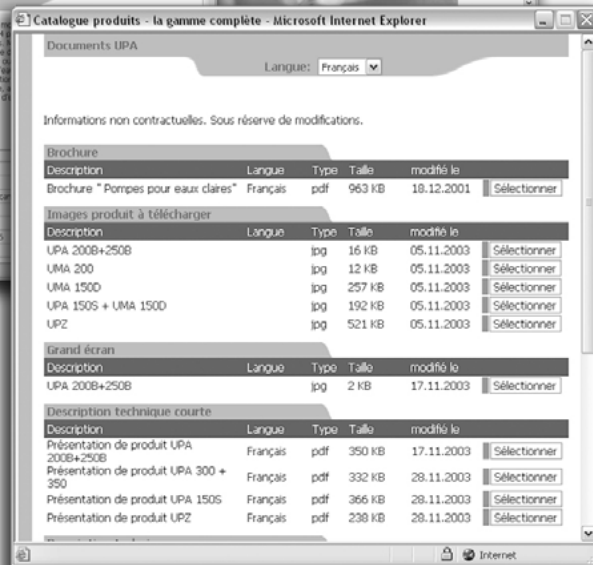 Catalogue produits - la gamme complète - Microsoft Internet Explorer
Documents UPA
Langue: Français
Informations non contractuelles. Sous réserve de modifications.
Brochure
Description Langue Type Taille modifié le
Brochure " Pompes pour eaux claires" Français pdf 963 KB 18.12.2001 Sélectionner
Images produit à télécharger
Description Langue Type Taille modifié le
UPA 200B+250B jpg 16 KB 05.11.2003 Sélectionner
UMA 200 jpg 12 KB 05.11.2003 Sélectionner
UMA 150D jpg 257 KB 05.11.2003 Sélectionner
UPA 150S + UMA 150D jpg 192 KB 05.11.2003 Sélectionner
UPZ jpg 521 KB 05.11.2003 Sélectionner
Grand écran
Description Langue Type Taille modifié le
UPA 200B+250B jpg 2 KB 17.11.2003 Sélectionner
Description technique courte
Description Langue Type Taille modifié le
Présentation de produit UPA
200B+250B Français pdf 350 KB 17.11.2003 Sélectionner
Présentation de produit UPA 300 +
350 Français pdf 332 KB 28.11.2003 Sélectionner
Présentation de produit UPA 150S Français pdf 366 KB 28.11.2003 Sélectionner
Présentation de produit UPZ Français pdf 238 KB 28.11.2003 Sélectionner
Internet